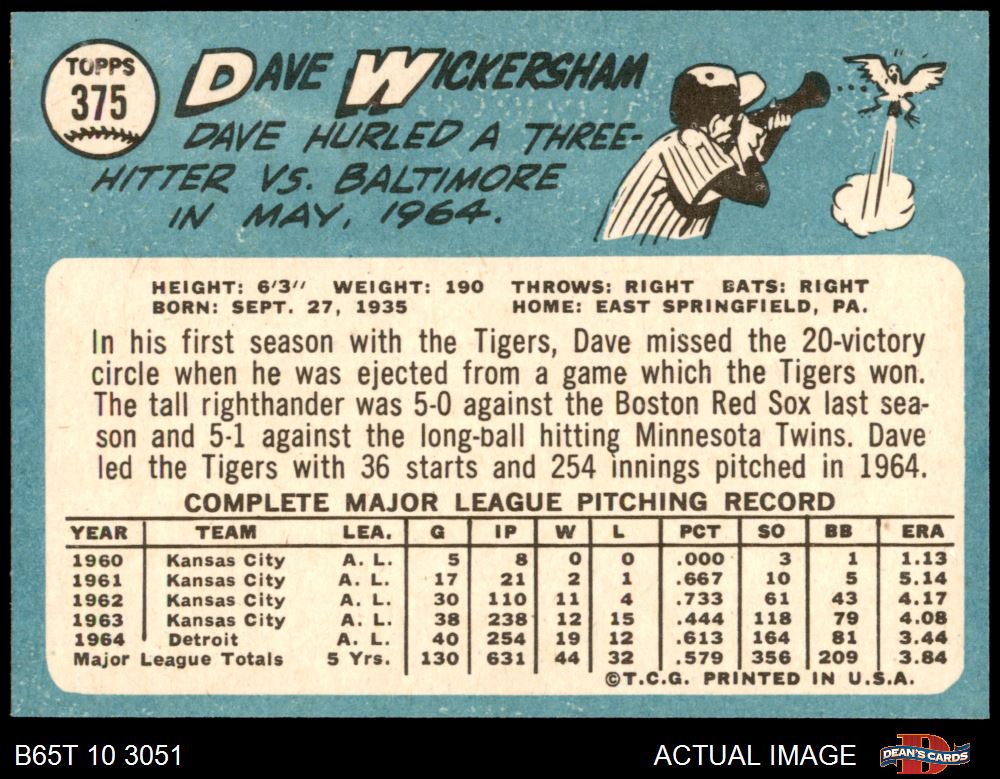 TOPPS
375
DAVE WICKERSHAM
DAVE HURLED A THREE-
HITTER VS. BALTIMORE
IN MAY, 1964.
HEIGHT: 6'3" WEIGHT: 190 THROWS: RIGHT BATS: RIGHT
BORN: SEPT. 27, 1935 HOME: EAST SPRINGFIELD, PA.
In his first season with the Tigers, Dave missed the 20-victory
circle when he was ejected from a game which the Tigers won.
The tall righthander was 5-0 against the Boston Red Sox last sea-
son and 5-1 against the long-ball hitting Minnesota Twins. Dave
led the Tigers with 36 starts and 254 innings pitched in 1964.
COMPLETE MAJOR LEAGUE PITCHING RECORD
YEAR TEAM LEA. G IP W L PCT SO BB ERA
1960 Kansas City A. L. 5 8 0 0 .000 3 1 1.13
1961 Kansas City A. L. 17 21 2 1 .667 10 5 5.14
1962 Kansas City A. L. 30 110 11 4 .733 61 43 4.17
1963 Kansas City A. L. 38 238 12 15 .444 118 79 4.08
1964 Detroit A. L. 40 254 19 12 .613 164 81 3.44
Major League Totals 5 Yrs. 130 631 44 32 .579 356 209 3.84
©T.C.G. PRINTED IN U.S.A.
B65T 10 3051 ACTUAL IMAGE
DEAN'S CARDS